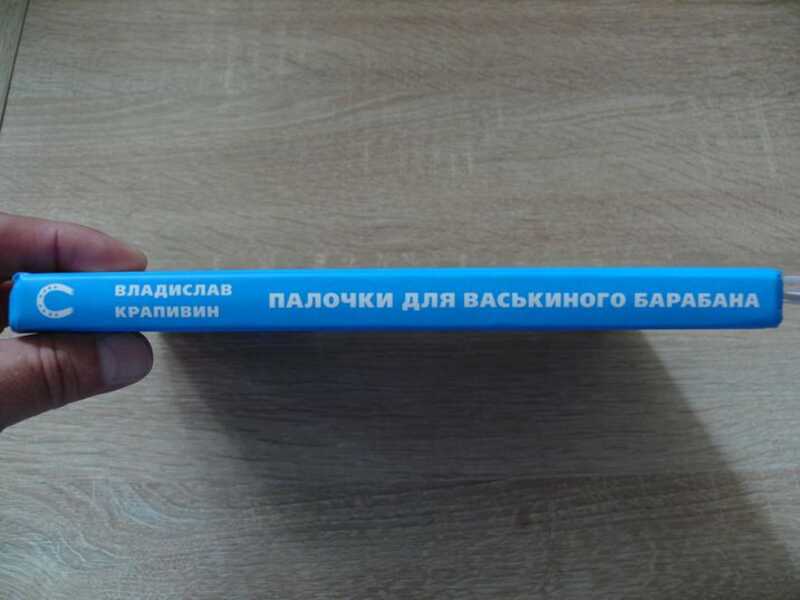 ВЛАДИСЛАВ
КРАПИВИН
ПАЛОЧКИ ДЛЯ ВАСЬКИНОГО БАРАБАНА